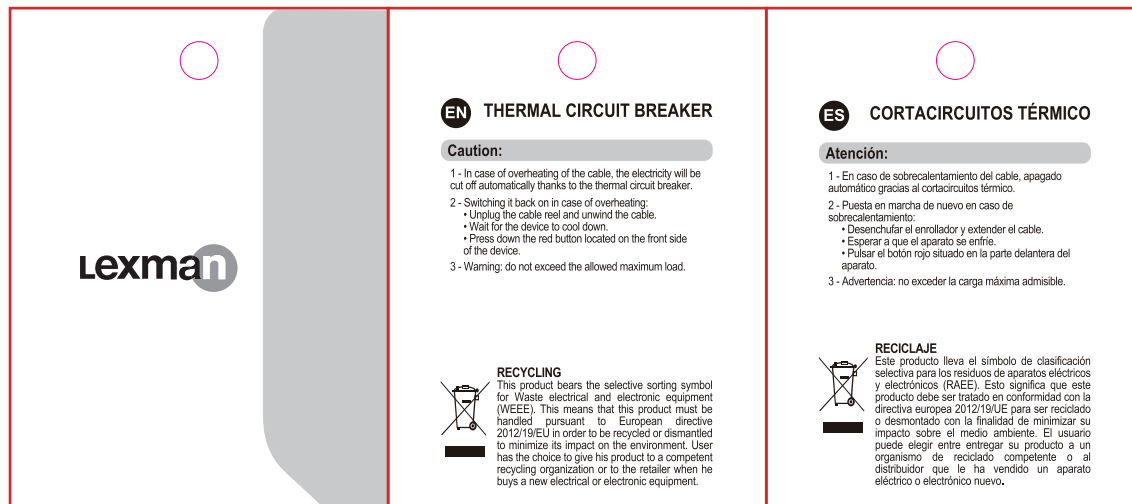 Lexman
EN THERMAL CIRCUIT BREAKER
Caution:
1 - In case of overheating of the cable, the electricity will be
cut off automatically thanks to the thermal circuit breaker.
2 - Switching it back on in case of overheating:
• Unplug the cable reel and unwind the cable.
• Wait for the device to cool down.
• Press down the red button located on the front side
of the device.
3 - Warning: do not exceed the allowed maximum load.
RECYCLING
This product bears the selective sorting symbol
for Waste electrical and electronic equipment
(WEEE). This means that this product must be
handled pursuant to European directive
2012/19/EU in order to be recycled or dismantled
to minimize its impact on the environment. User
has the choice to give his product to a competent
recycling organization or to the retailer when he
buys a new electrical or electronic equipment.
ES CORTACIRCUITOS TÉRMICO
Atención:
1 - En caso de sobrecalentamiento del cable, apagado
automático gracias al cortacircuitos térmico.
2 - Puesta en marcha de nuevo en caso de
sobrecalentamiento:
• Desenchufar el enrollador y extender el cable.
• Esperar a que el aparato se enfríe.
• Pulsar el botón rojo situado en la parte delantera del
aparato.
3 - Advertencia: no exceder la carga máxima admisible.
RECICLAJE
Este producto lleva el símbolo de clasificación
selectiva para los residuos de aparatos eléctricos
y electrónicos (RAEE). Esto significa que este
producto debe ser tratado en conformidad con la
directiva europea 2012/19/UE para ser reciclado
o desmontado con la finalidad de minimizar su
impacto sobre el medio ambiente. El usuario
puede elegir entre entregar su producto a un
organismo de reciclado competente o al
distribuidor que le ha vendido un aparato
eléctrico o electrónico nuevo.